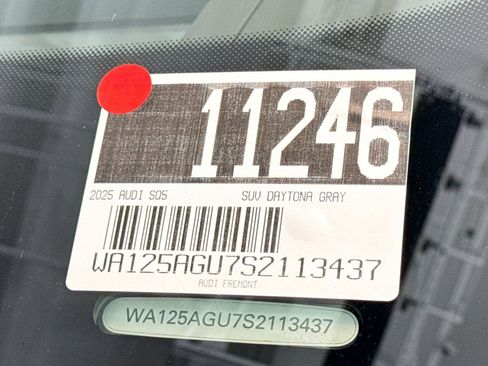 11246
2025 AUDI SQ5 SUV DAYTONA GRAY
WA125AGU7S2113437
AUDI FREMONT
WA125AGU7S2113437